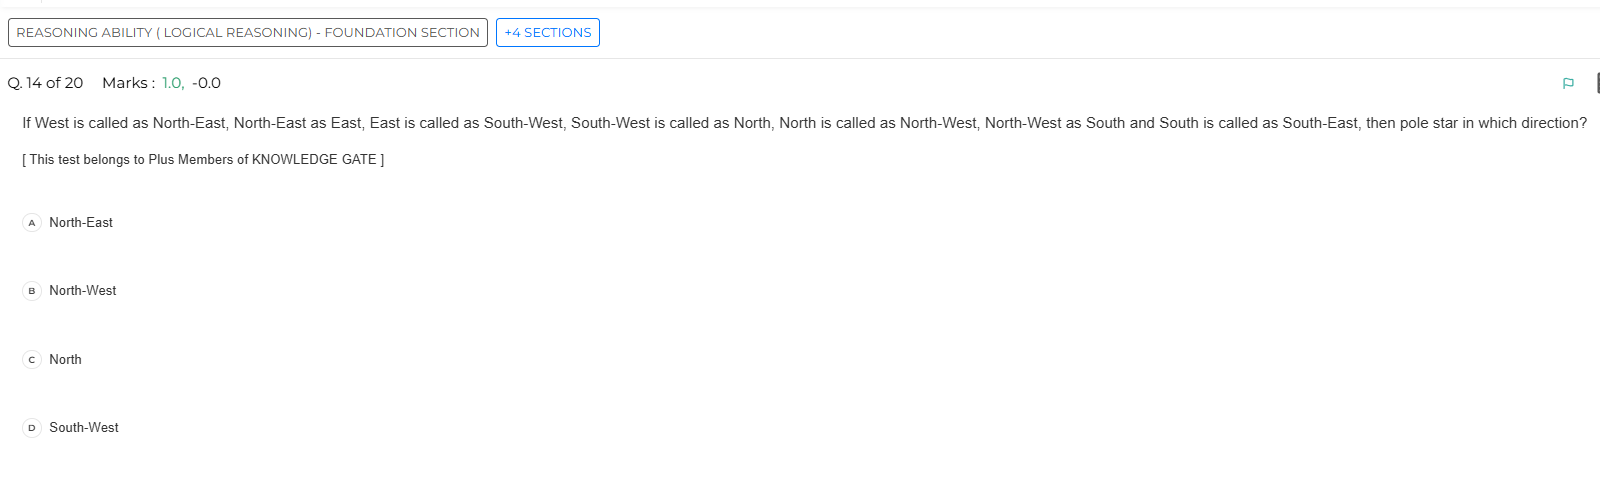 REASONING ABILITY ( LOGICAL REASONING) - FOUNDATION SECTION
+4 SECTIONS
Q. 14 of 20 Marks : 1.0, -0.0
If West is called as North-East, North-East as East, East is called as South-West, South-West is called as North, North is called as North-West, North-West as South and South is called as South-East, then pole star in which direction?
[ This test belongs to Plus Members of KNOWLEDGE GATE ]
A North-East
B North-West
C North
D South-West